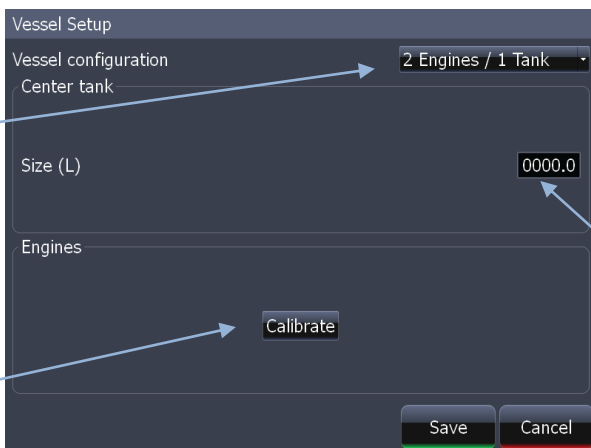 Vessel Setup
Vessel configuration 2 Engines / 1 Tank
Center tank
Size (L) 0000.0
Engines
Calibrate
Save Cancel